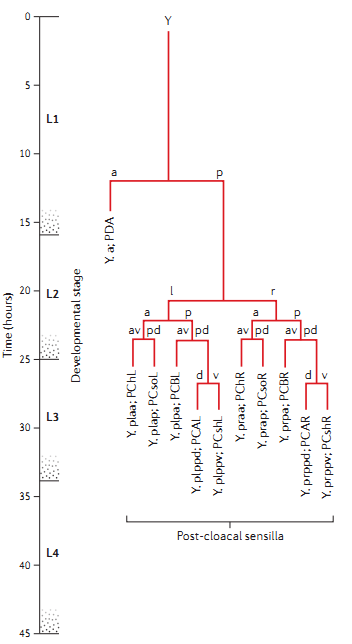 Time (hours)
0
5
10
15
20
25
30
35
40
45
L1
L2
L3
L4
Developmental stage
Y
a p
Y. a; PDA
l r
a p a p
av pd av pd av pd av pd
d v d v
Y. plaa; PChL
Y. plap; PCsoL
Y. plpa; PCBL
Y. plppd; PCAL
Y. plppv; PCshL
Y. praa; PChR
Y. prap; PCsoR
Y. prpa; PCBR
Y. prppd; PCAR
Y. prppv; PCshR
Post-cloacal sensilla